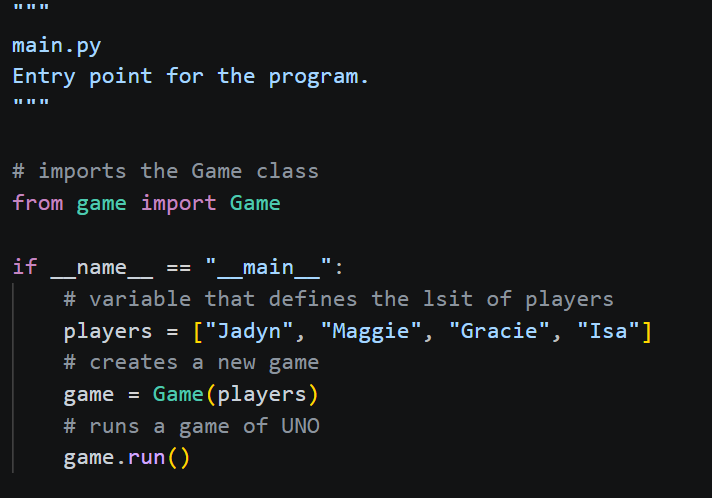 """
main.py
Entry point for the program.
"""
# imports the Game class
from game import Game
if __name__ == "__main__":
# variable that defines the lsit of players
players = ["Jadyn", "Maggie", "Gracie", "Isa"]
# creates a new game
game = Game(players)
# runs a game of UNO
game.run()